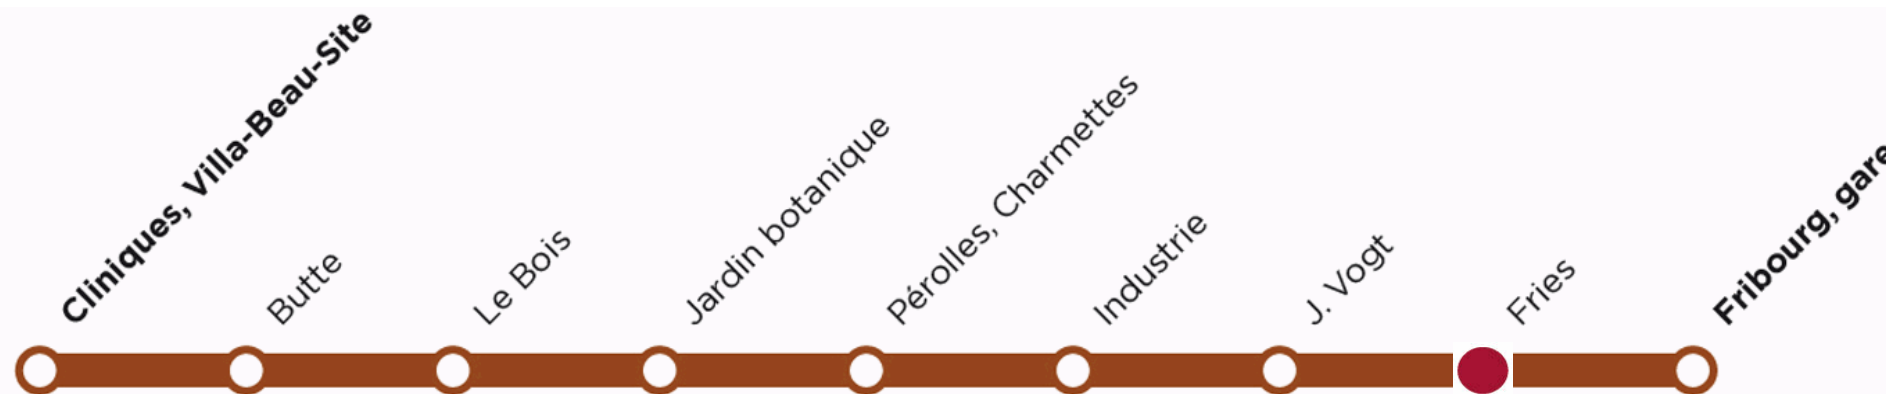 Cliniques, Villa-Beau-Site
Butte
Le Bois
Jardin botanique
Pérolles, Charmettes
Industrie
J. Vogt
Fries
Fribourg, gare